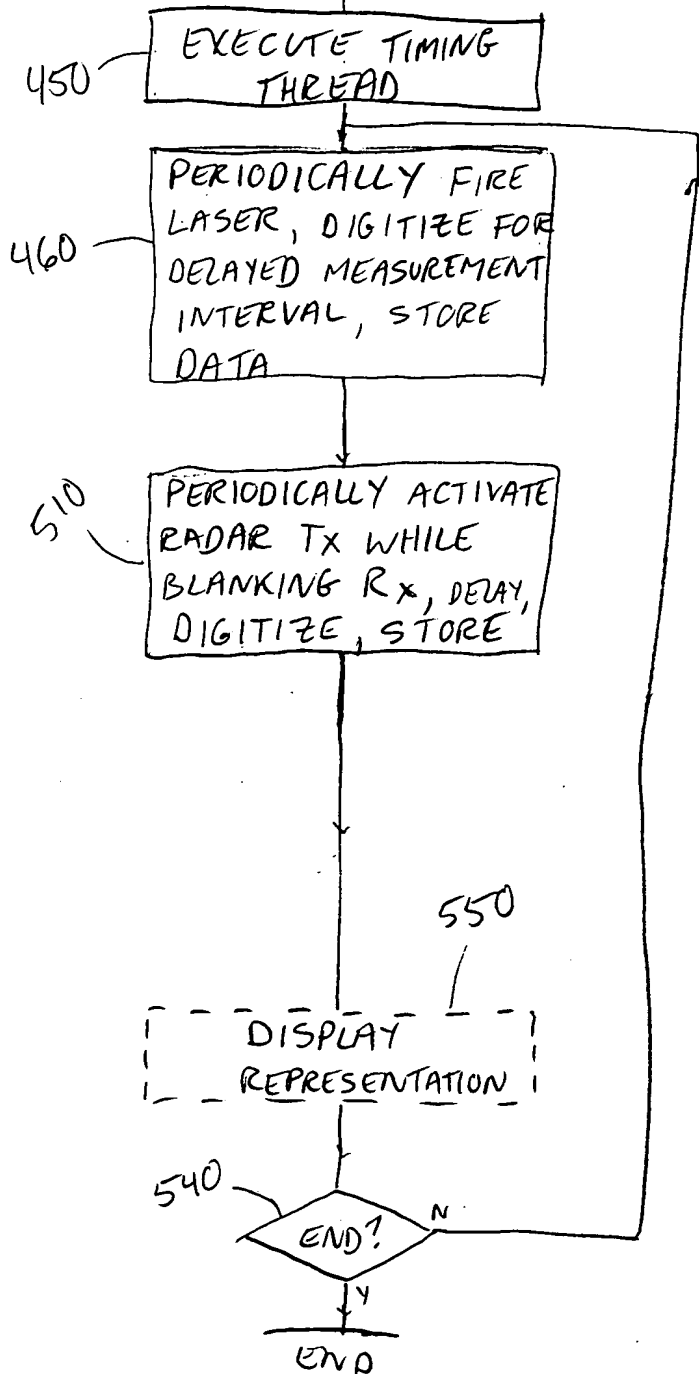 450
EXECUTE TIMING
THREAD
460
PERIODICALLY FIRE
LASER, DIGITIZE FOR
DELAYED MEASUREMENT
INTERVAL, STORE
DATA
510
PERIODICALLY ACTIVATE
RADAR Tx WHILE
BLANKING Rx, DELAY,
DIGITIZE, STORE
550
DISPLAY
REPRESENTATION
540
END?
N
Y
END